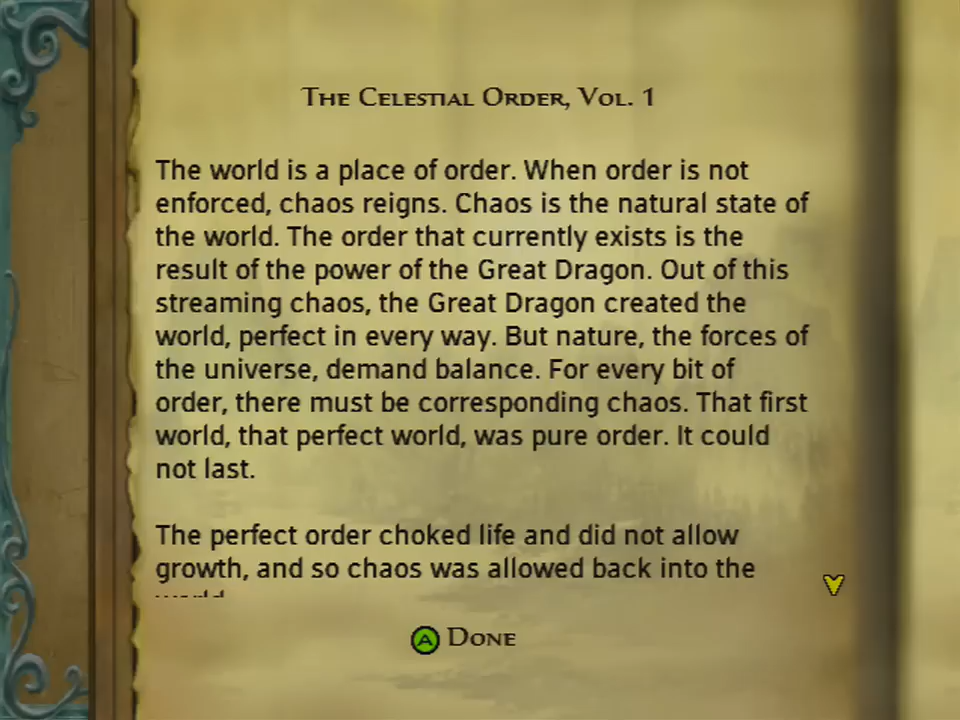 The Celestial Order, Vol. 1
The world is a place of order. When order is not
enforced, chaos reigns. Chaos is the natural state of
the world. The order that currently exists is the
result of the power of the Great Dragon. Out of this
streaming chaos, the Great Dragon created the
world, perfect in every way. But nature, the forces of
the universe, demand balance. For every bit of
order, there must be corresponding chaos. That first
world, that perfect world, was pure order. It could
not last.
The perfect order choked life and did not allow
growth, and so chaos was allowed back into the
A Done